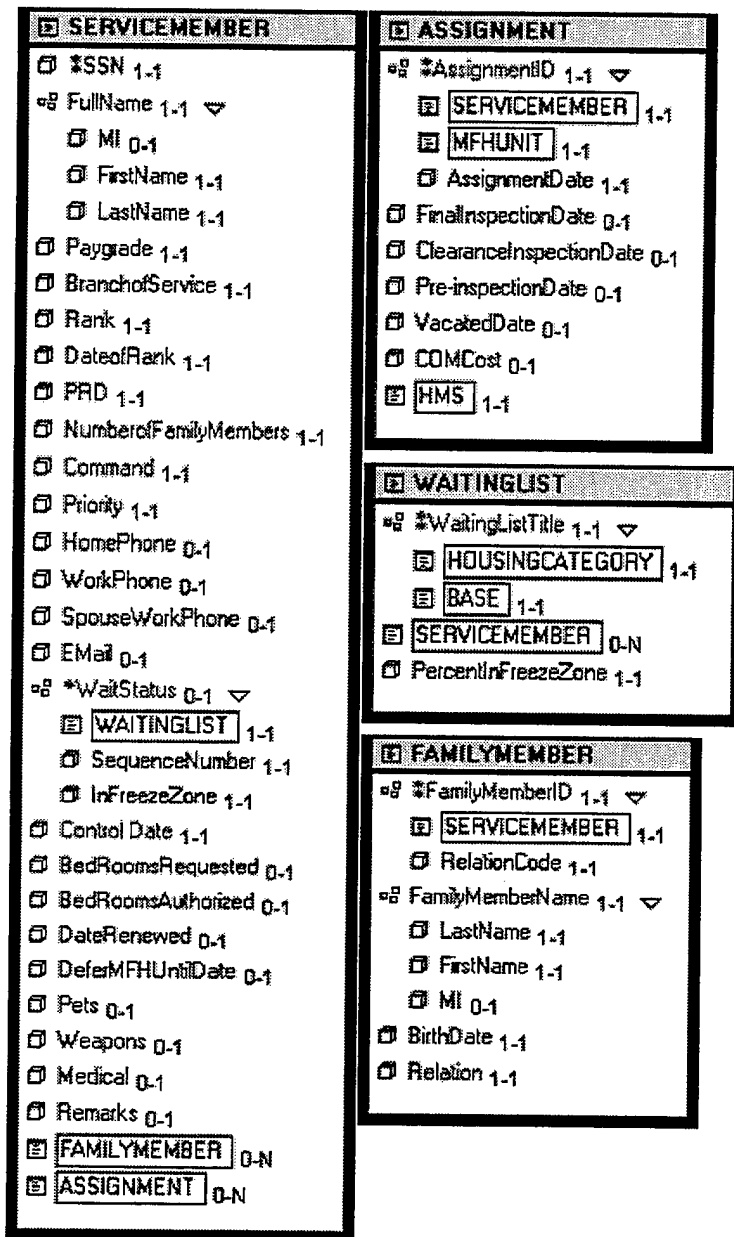 SERVICEMEMBER
*SSN 1-1
FullName 1-1
MI 0-1
FirstName 1-1
LastName 1-1
Paygrade 1-1
BranchofService 1-1
Rank 1-1
DateofRank 1-1
PRD 1-1
NumberofFamilyMembers 1-1
Command 1-1
Priority 1-1
HomePhone 0-1
WorkPhone 0-1
SpouseWorkPhone 0-1
EMail 0-1
*WaitStatus 0-1
WAITINGLIST 1-1
SequenceNumber 1-1
InFreezeZone 1-1
Control Date 1-1
BedRoomsRequested 0-1
BedRoomsAuthorized 0-1
DateRenewed 0-1
DeferMFHUntilDate 0-1
Pets 0-1
Weapons 0-1
Medical 0-1
Remarks 0-1
FAMILYMEMBER 0-N
ASSIGNMENT 0-N
ASSIGNMENT
*AssignmentID 1-1
SERVICEMEMBER 1-1
MFHUNIT 1-1
AssignmentDate 1-1
FinalInspectionDate 0-1
ClearanceInspectionDate 0-1
Pre-inspectionDate 0-1
VacatedDate 0-1
COMCost 0-1
HMS 1-1
WAITINGLIST
*WaitingListTitle 1-1
HOUSINGCATEGORY 1-1
BASE 1-1
SERVICEMEMBER 0-N
PercentInFreezeZone 1-1
FAMILYMEMBER
*FamilyMemberID 1-1
SERVICEMEMBER 1-1
RelationCode 1-1
FamilyMemberName 1-1
LastName 1-1
FirstName 1-1
MI 0-1
BirthDate 1-1
Relation 1-1